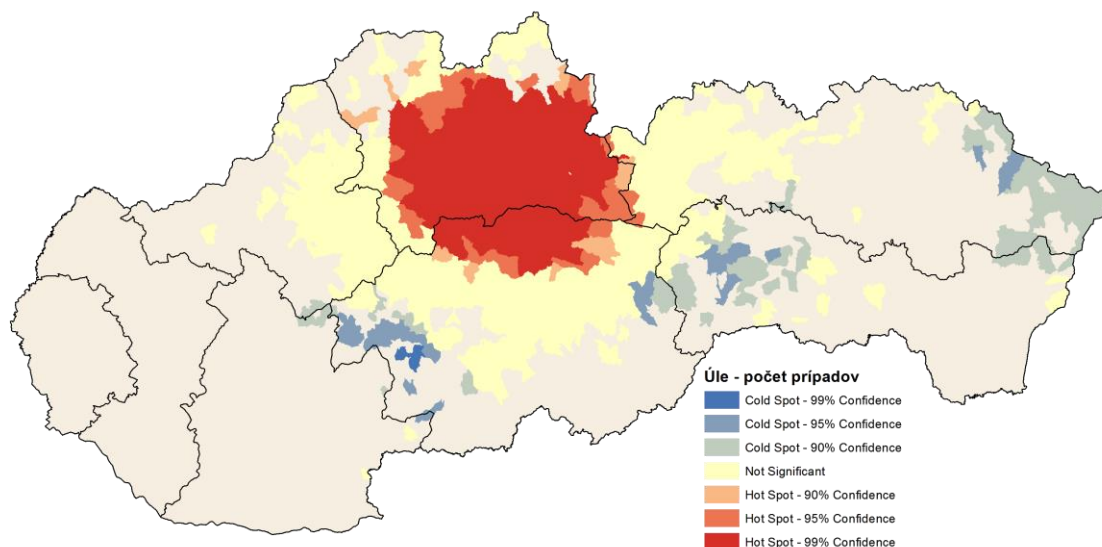 Úle - počet prípadov
Cold Spot - 99% Confidence
Cold Spot - 95% Confidence
Cold Spot - 90% Confidence
Not Significant
Hot Spot - 90% Confidence
Hot Spot - 95% Confidence
Hot Spot - 99% Confidence